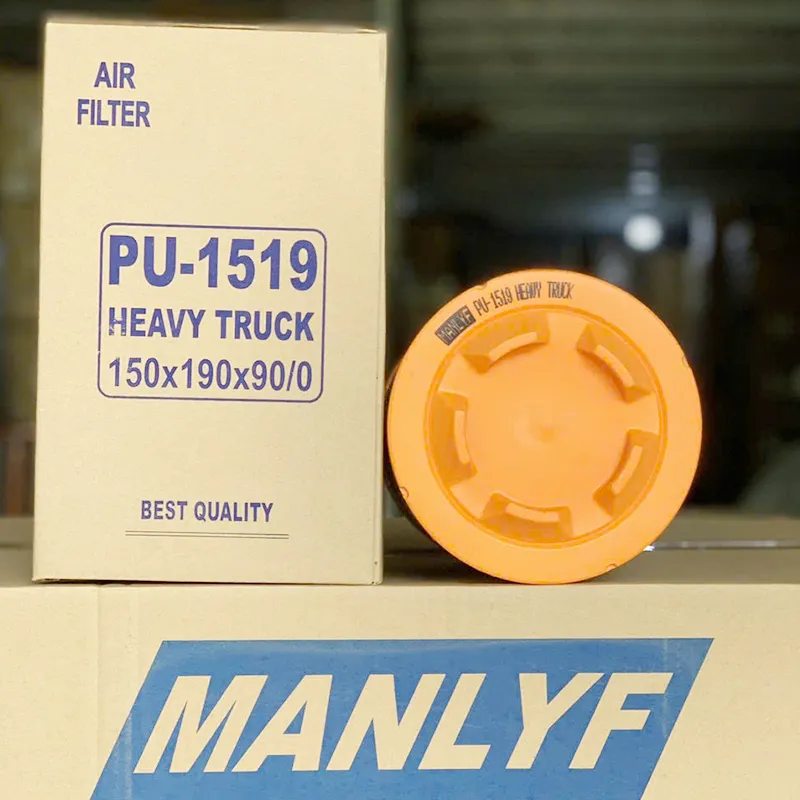 AIR
FILTER
PU-1519
HEAVY TRUCK
150x190x90/0
BEST QUALITY
MANLYF PU-1519 HEAVY TRUCK
MANLYF